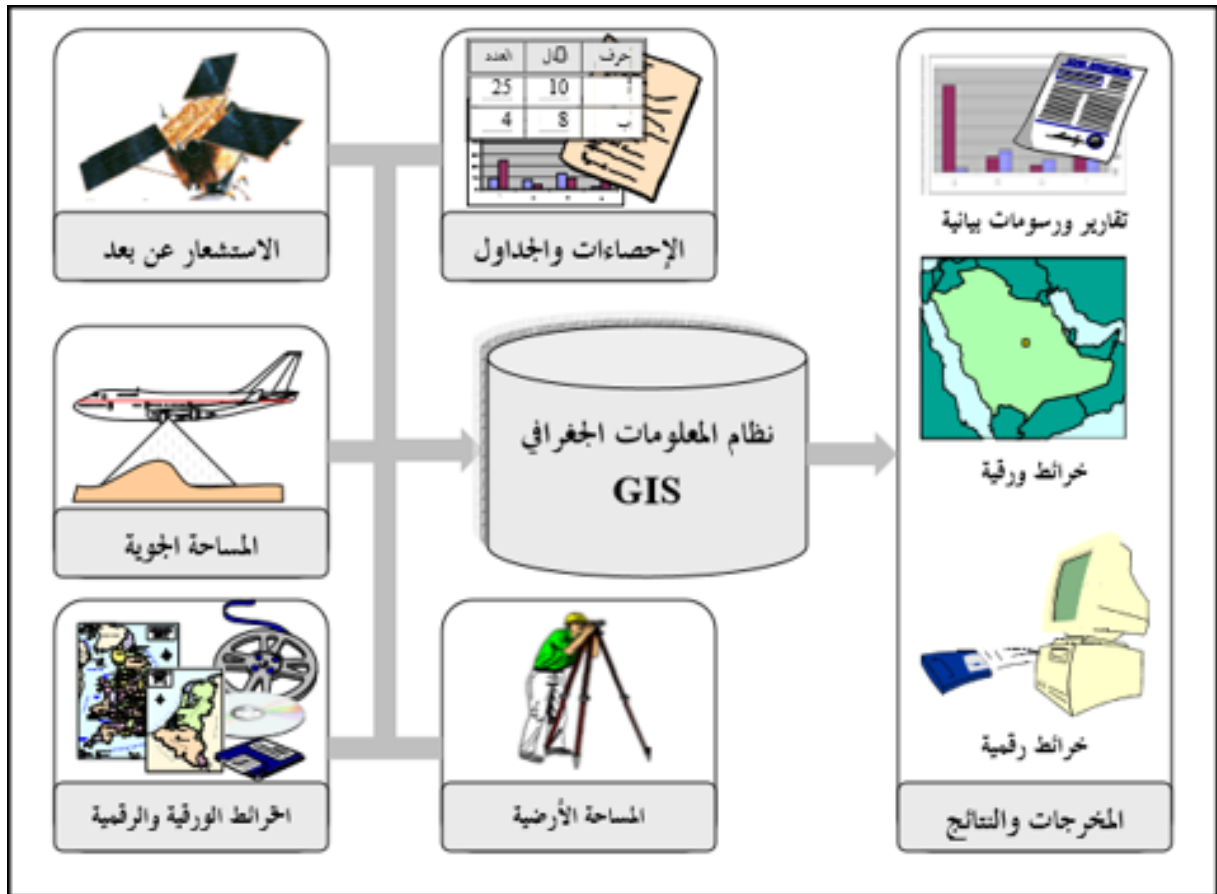 الاستشعار عن بعد
العدد
حرف
25 10
4 8 ب
الإحصاءات والجداول
تقارير ورسومات بيانية
خرائط ورقية
خرائط رقمية
المخرجات والنتائج
المساحة الجوية
نظام المعلومات الجغرافي
GIS
الخرائط الورقية والرقمية
المساحة الأرضية